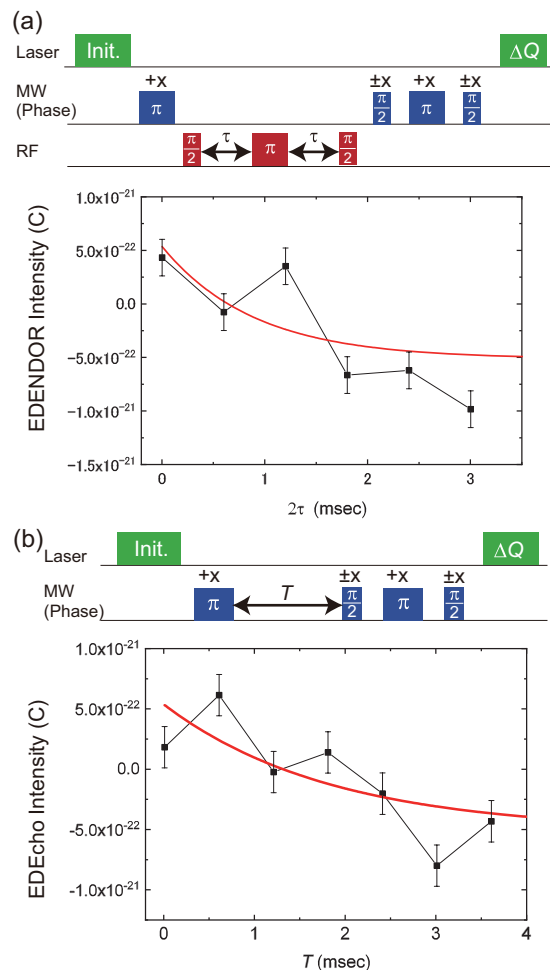 (a)
Laser Init. ΔQ
+x ±x +x ±x
MW
(Phase) π π/2 π π/2
RF π/2 τ π τ π/2
EDENDOR Intensity (C)
1.0x10⁻²¹
5.0x10⁻²²
0.0
−5.0x10⁻²²
−1.0x10⁻²¹
−1.5x10⁻²¹
0 1 2 3
2τ (msec)
(b)
Laser Init. ΔQ
+x ±x +x ±x
MW
(Phase) π T π/2 π π/2
EDEcho Intensity (C)
1.0x10⁻²¹
5.0x10⁻²²
0.0
-5.0x10⁻²²
-1.0x10⁻²¹
0 1 2 3 4
T (msec)